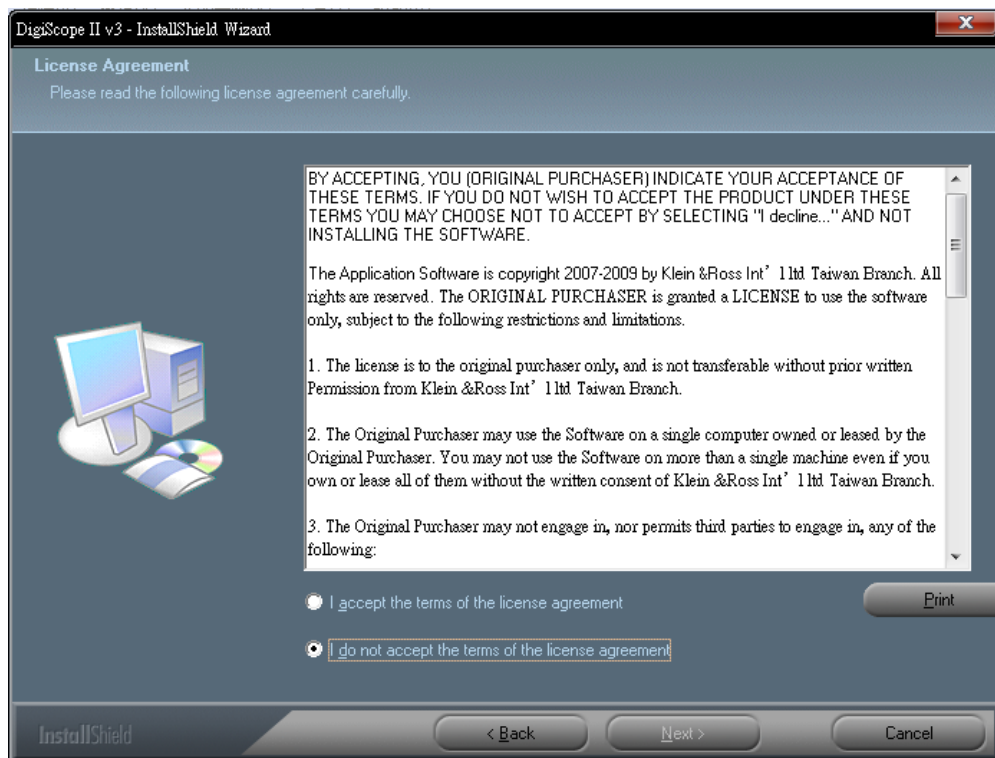 DigiScope II v3 - InstallShield Wizard
License Agreement
Please read the following license agreement carefully.
BY ACCEPTING, YOU (ORIGINAL PURCHASER) INDICATE YOUR ACCEPTANCE OF
THESE TERMS. IF YOU DO NOT WISH TO ACCEPT THE PRODUCT UNDER THESE
TERMS YOU MAY CHOOSE NOT TO ACCEPT BY SELECTING "I decline..." AND NOT
INSTALLING THE SOFTWARE.
The Application Software is copyright 2007-2009 by Klein &Ross Int’ l ltd Taiwan Branch. All
rights are reserved. The ORIGINAL PURCHASER is granted a LICENSE to use the software
only, subject to the following restrictions and limitations.
1. The license is to the original purchaser only, and is not transferable without prior written
Permission from Klein &Ross Int’ l ltd Taiwan Branch.
2. The Original Purchaser may use the Software on a single computer owned or leased by the
Original Purchaser. You may not use the Software on more than a single machine even if you
own or lease all of them without the written consent of Klein &Ross Int’ l ltd Taiwan Branch.
3. The Original Purchaser may not engage in, nor permits third parties to engage in, any of the
following:
I accept the terms of the license agreement
Print
I do not accept the terms of the license agreement
InstallShield
< Back
Next >
Cancel